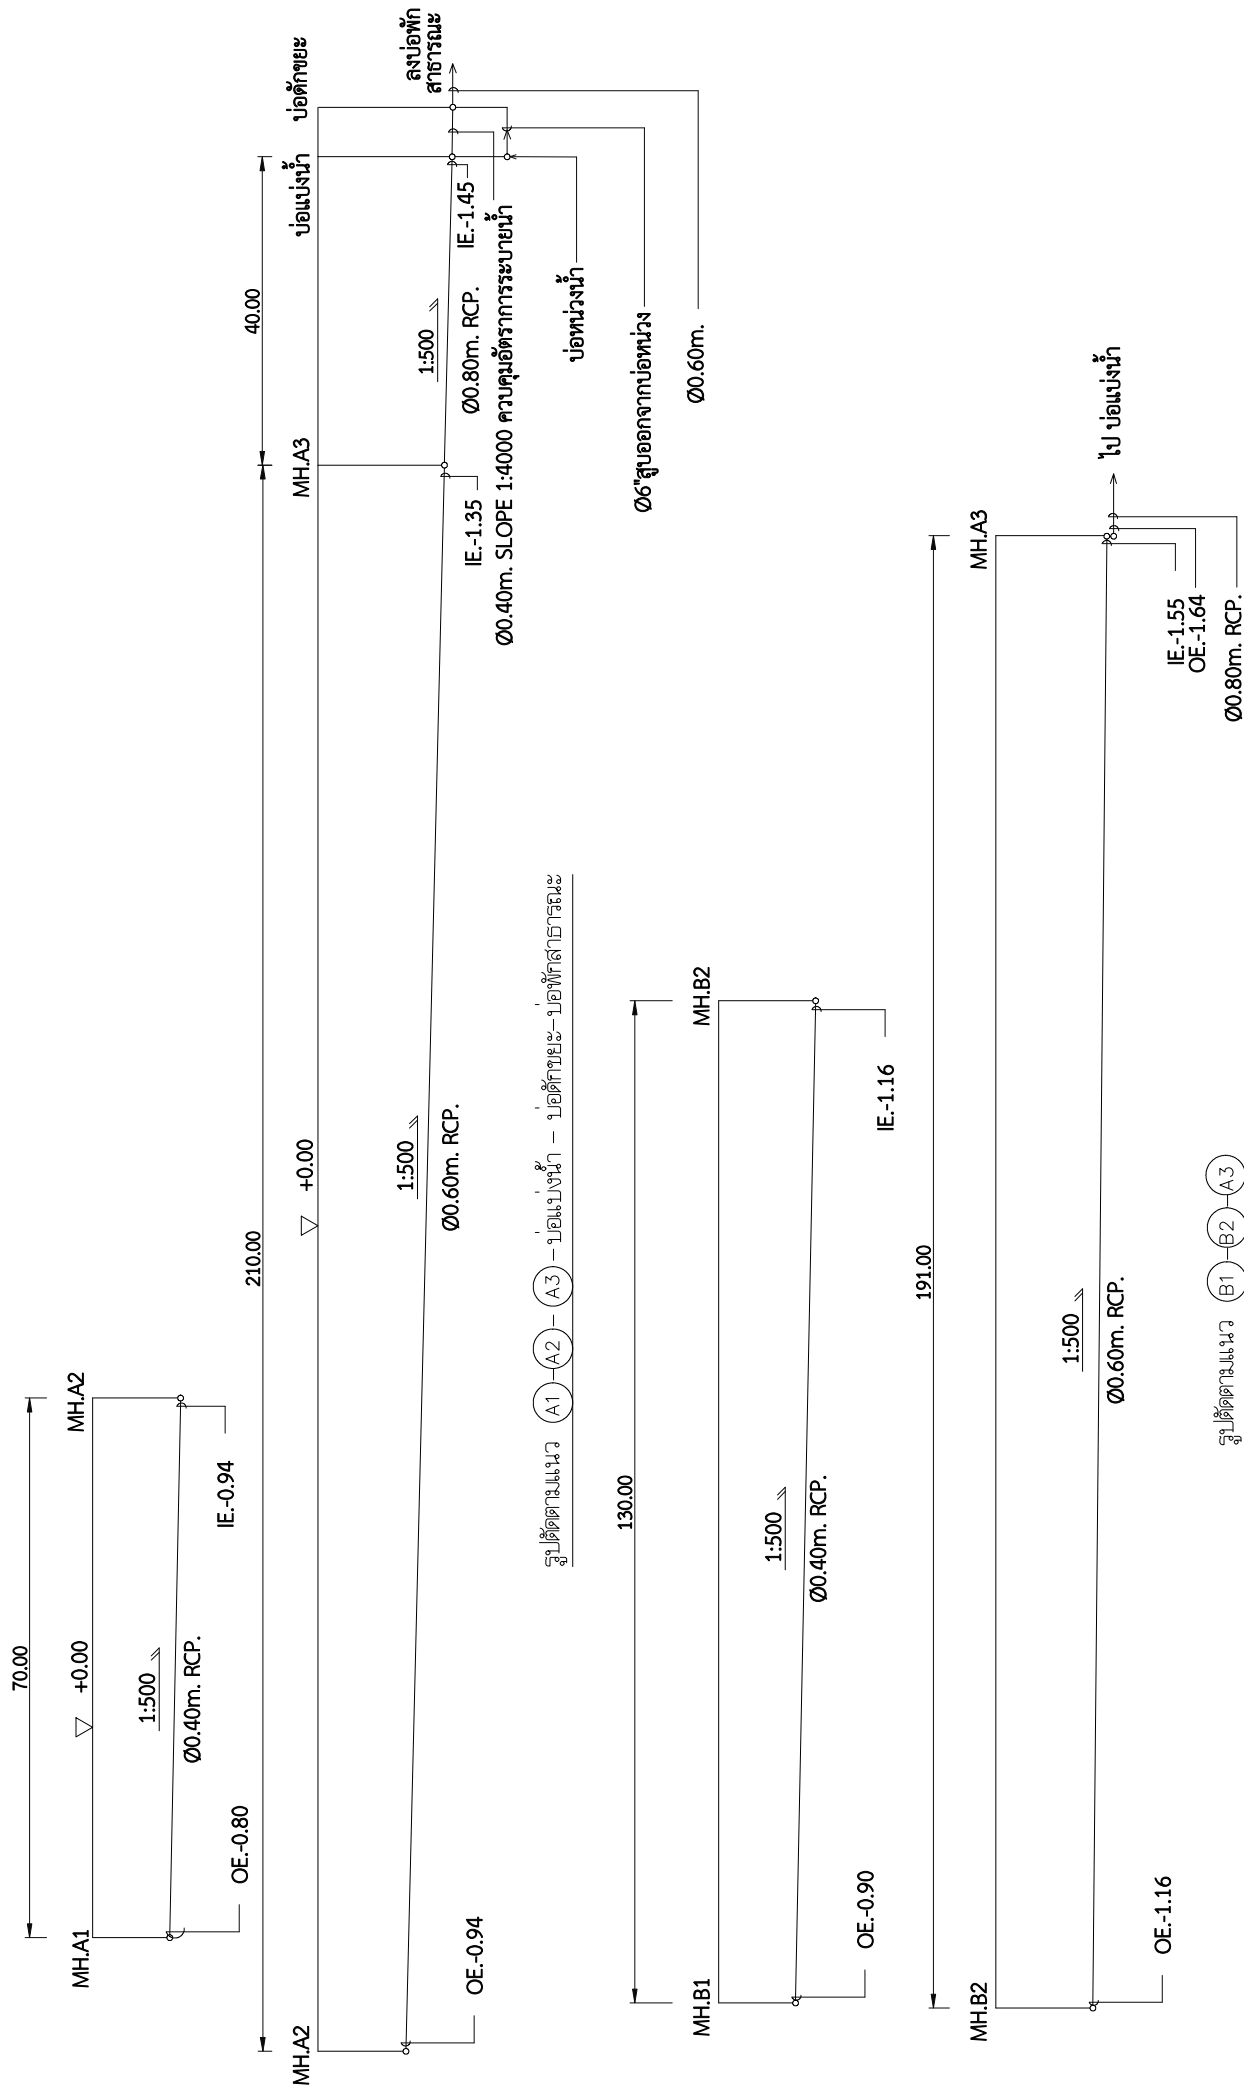 70.00
MH.A1
+0.00
MH.A2
1:500
Ø0.40m. RCP.
OE.-0.80
IE.-0.94
210.00
40.00
MH.A2
+0.00
MH.A3
บ่อแบ่งน้ำ
บ่อดักขยะ
ลงบ่อพัก
สาธารณะ
1:500
Ø0.60m. RCP.
1:500
Ø0.80m. RCP.
OE.-0.94
IE.-1.35
IE.-1.45
Ø0.40m. SLOPE 1:4000 ควบคุมอัตราการระบายน้ำ
บ่อหน่วงน้ำ
Ø6"สูบออกจากบ่อหน่วง
Ø0.60m.
รูปตัดตามแนว A1-A2-A3-บ่อแบ่งน้ำ - บ่อดักขยะ-บ่อพักสาธารณะ
130.00
MH.B1
MH.B2
1:500
Ø0.40m. RCP.
OE.-0.90
IE.-1.16
191.00
MH.B2
MH.A3
1:500
Ø0.60m. RCP.
ไป บ่อแบ่งน้ำ
OE.-1.16
IE.-1.55
OE.-1.64
Ø0.80m. RCP.
รูปตัดตามแนว B1-B2-A3